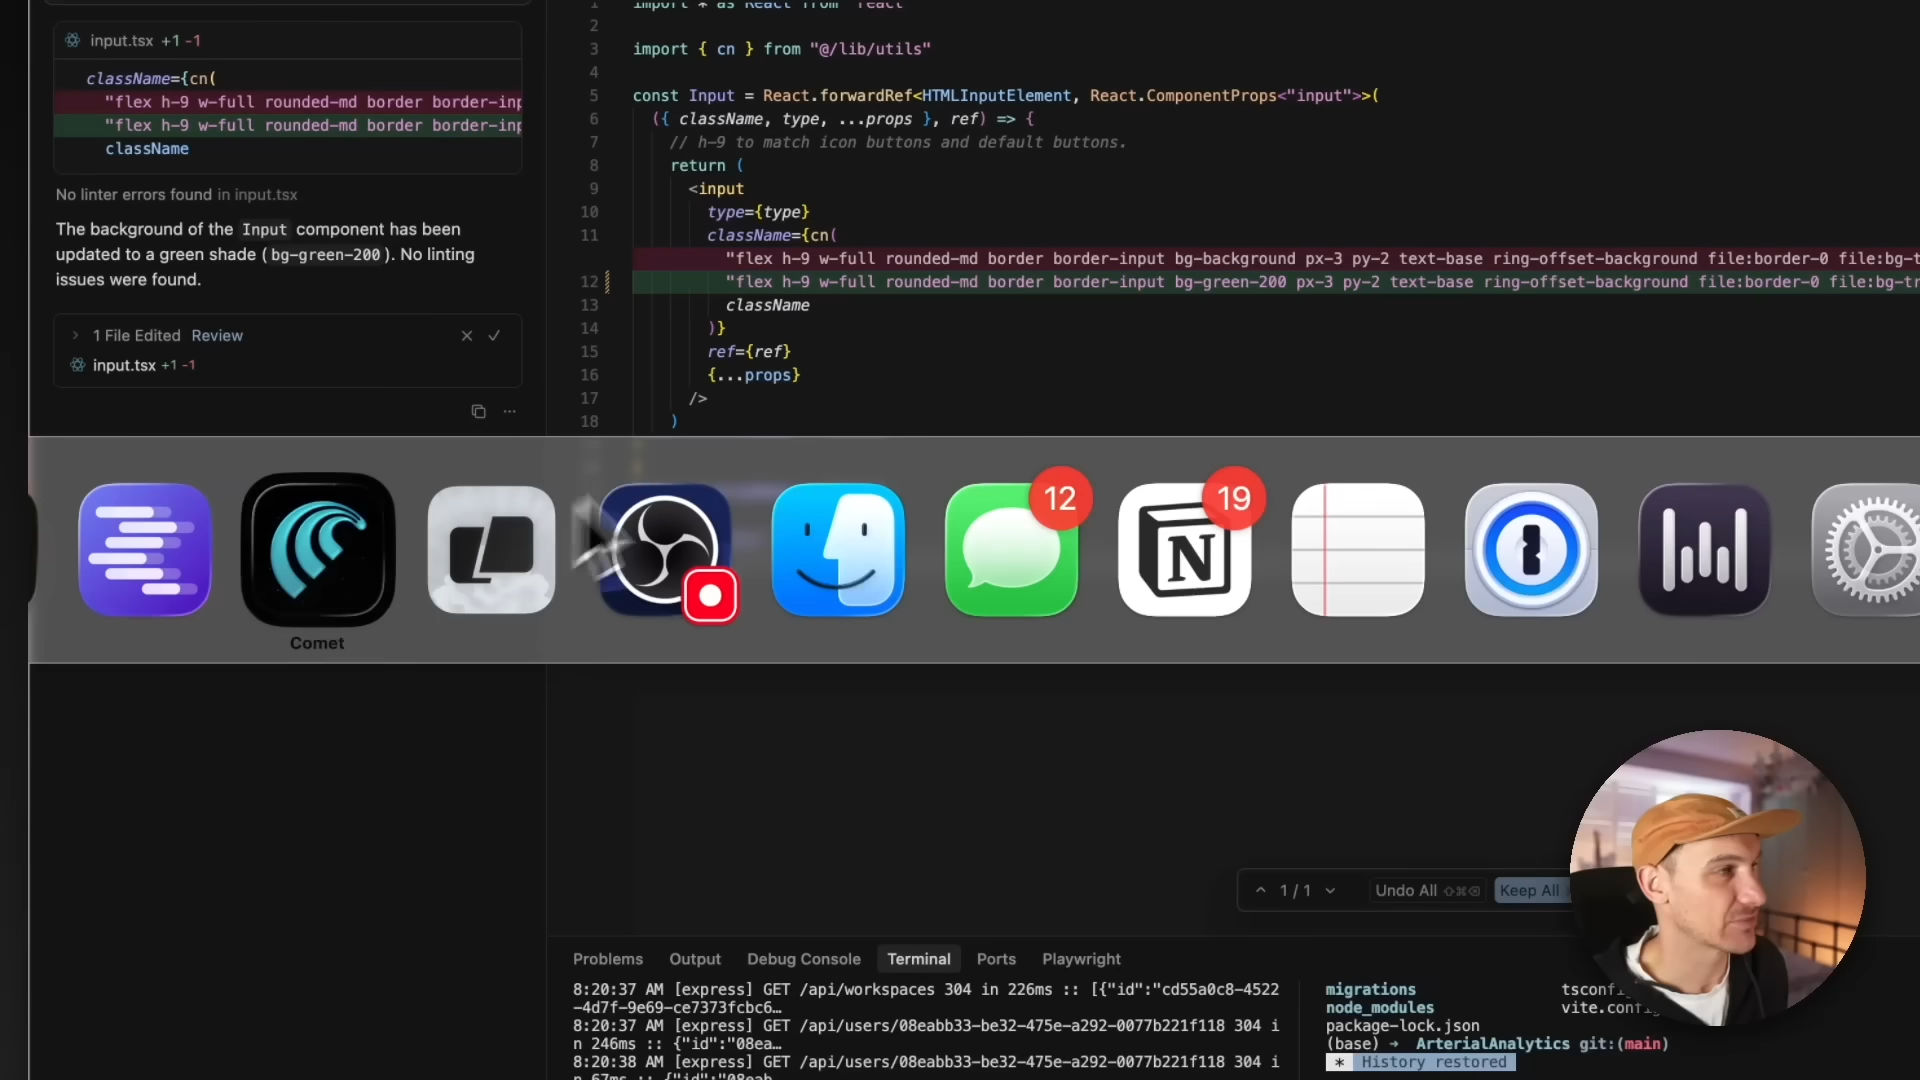 input.tsx +1 -1
className={cn(
"flex h-9 w-full rounded-md border border-inp
"flex h-9 w-full rounded-md border border-inp
className
No linter errors found in input.tsx
The background of the Input component has been
updated to a green shade (bg-green-200). No linting
issues were found.
1 File Edited Review
input.tsx +1 -1
1 import * as React from "react"
2
3 import { cn } from "@/lib/utils"
4
5 const Input = React.forwardRef<HTMLInputElement, React.ComponentProps<"input">>(
6 ({ className, type, ...props }, ref) => {
7 // h-9 to match icon buttons and default buttons.
8 return (
9 <input
10 type={type}
11 className={cn(
"flex h-9 w-full rounded-md border border-input bg-background px-3 py-2 text-base ring-offset-background file:border-0 file:bg-t
12 "flex h-9 w-full rounded-md border border-input bg-green-200 px-3 py-2 text-base ring-offset-background file:border-0 file:bg-tr
13 className
14 )}
15 ref={ref}
16 {...props}
17 />
18 )
12
19
N
Comet
1 / 1
Undo All
Keep All
Problems Output Debug Console Terminal Ports Playwright
8:20:37 AM [express] GET /api/workspaces 304 in 226ms :: [{"id":"cd55a0c8-4522
-4d7f-9e69-ce7373fcbc6…
8:20:37 AM [express] GET /api/users/08eabb33-be32-475e-a292-0077b221f118 304 i
n 246ms :: {"id":"08ea…
8:20:38 AM [express] GET /api/users/08eabb33-be32-475e-a292-0077b221f118 304 i
n 67ms :: {"id":"08eab
migrations tsconfi
node_modules vite.config
package-lock.json
(base) → ArterialAnalytics git:(main)
* History restored